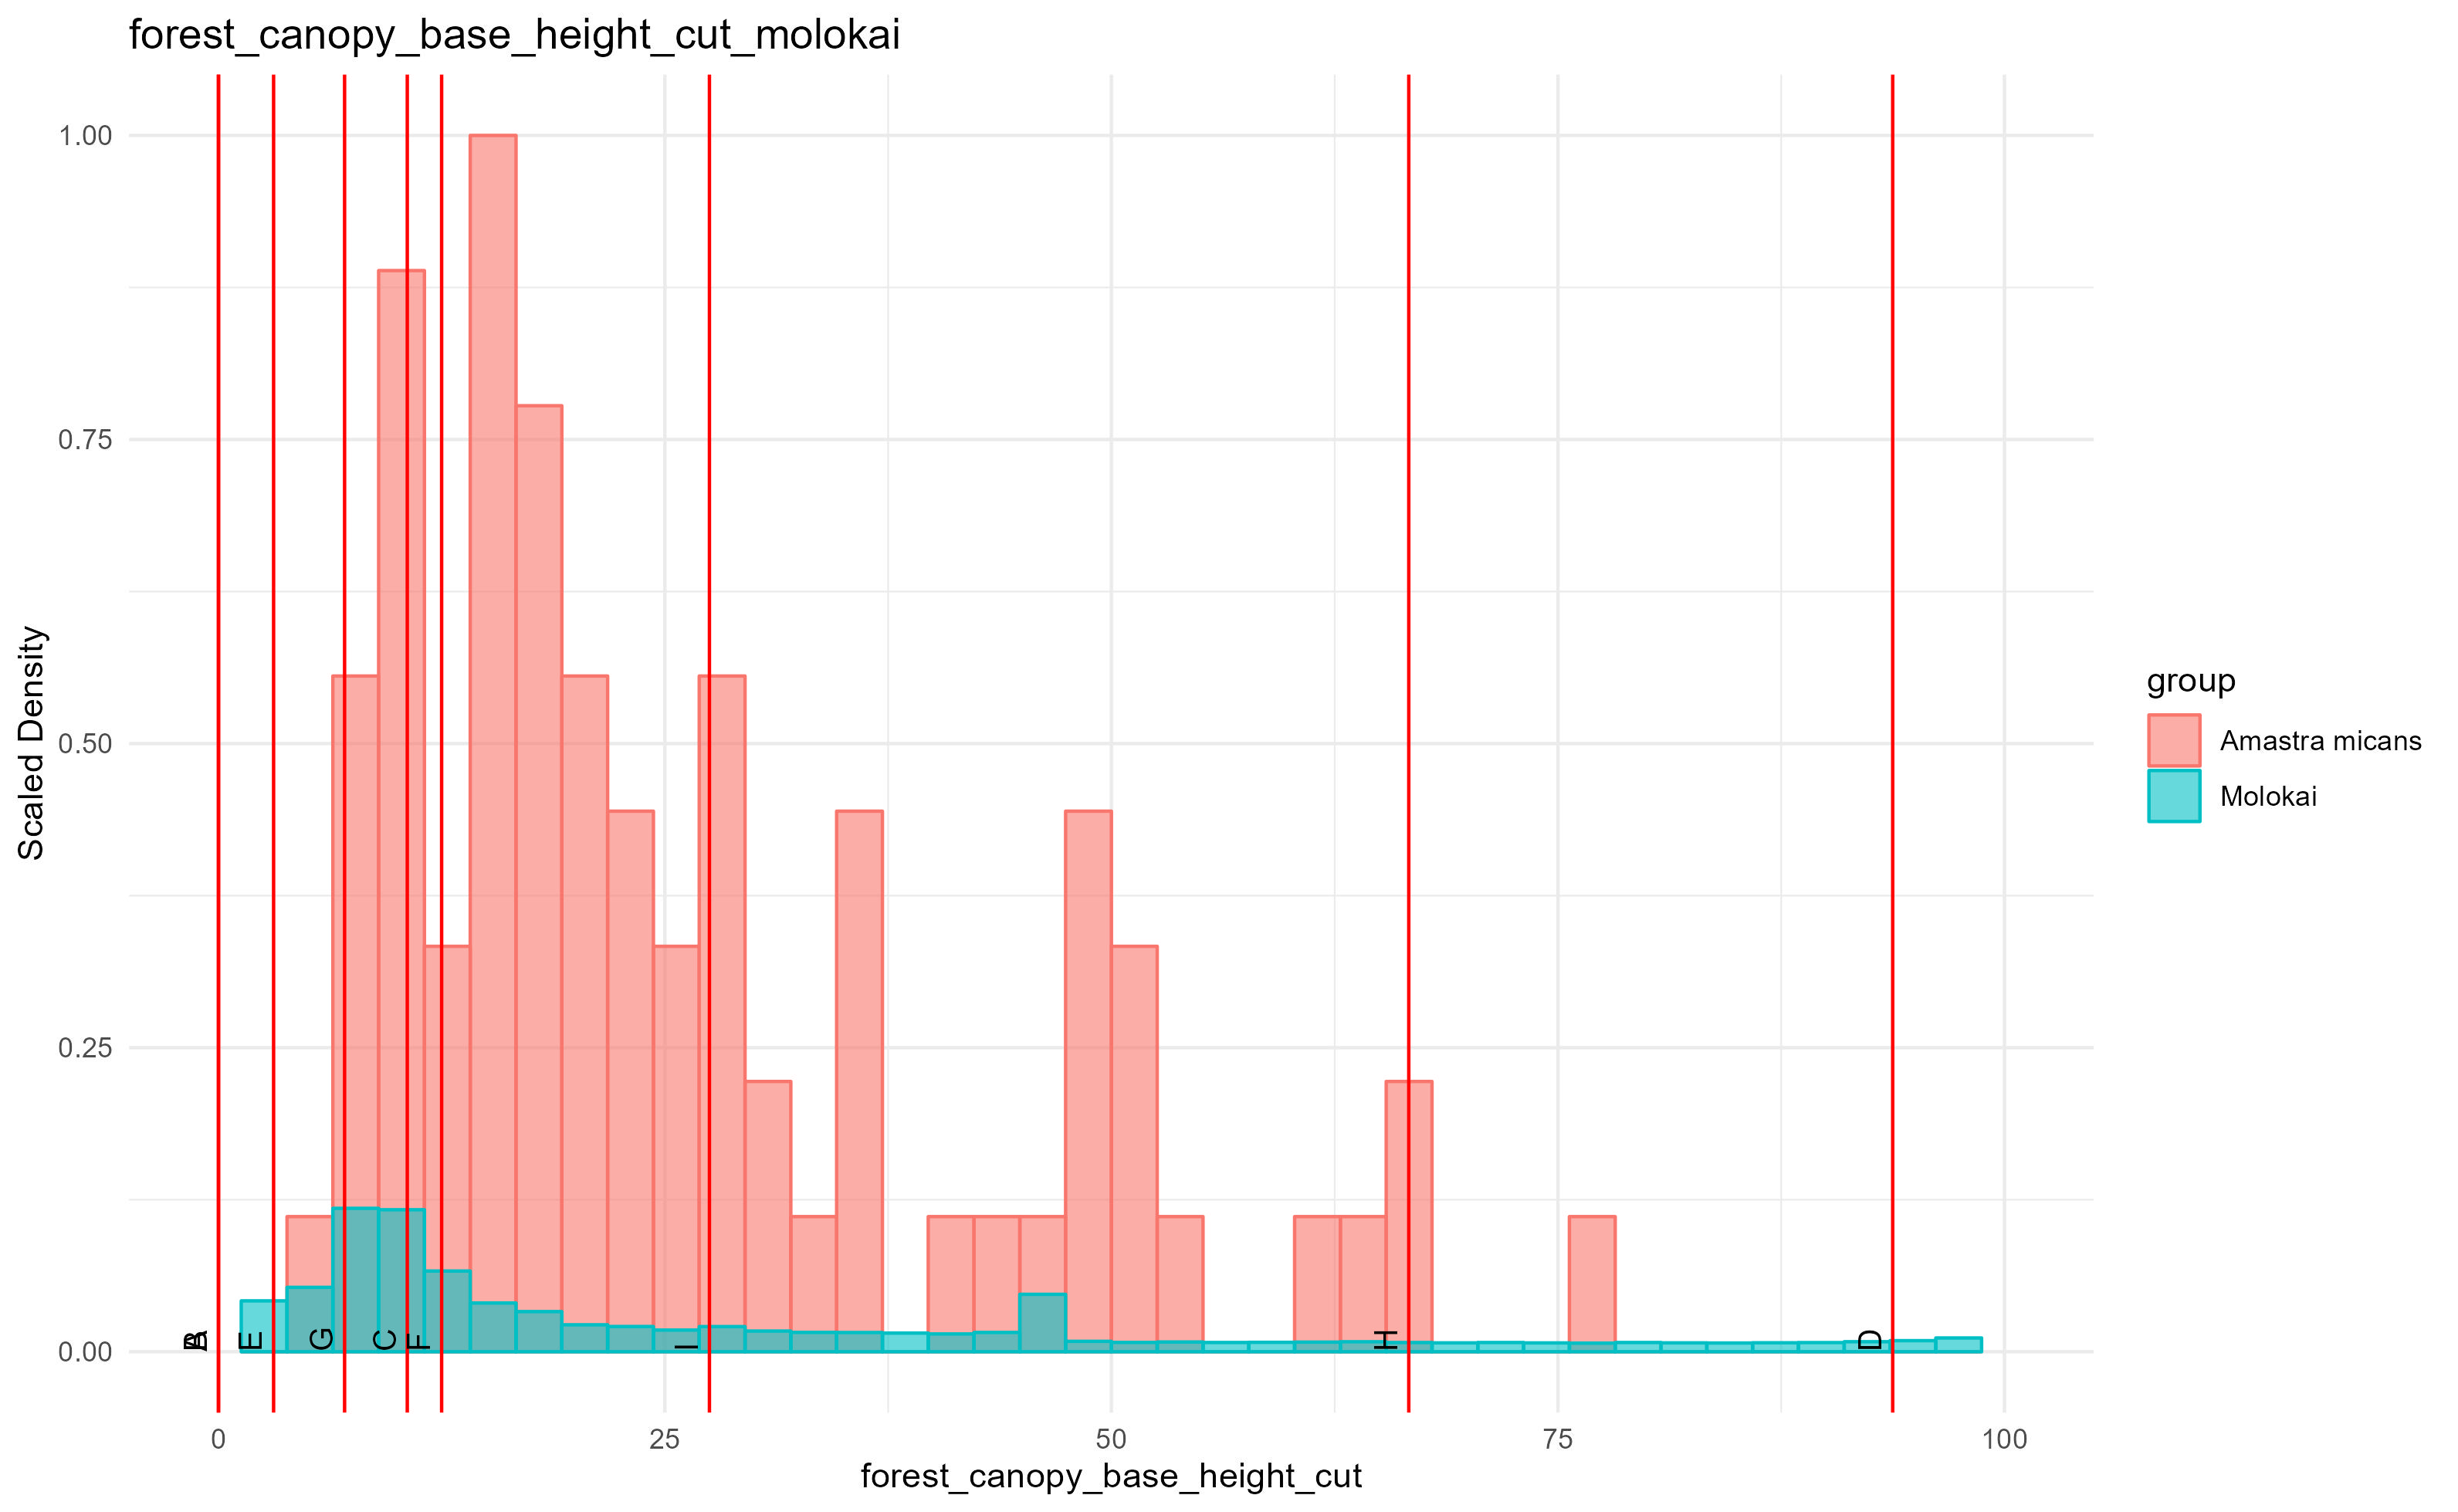 forest_canopy_base_height_cut_molokai
1.00
0.75
0.50
0.25
0.00
Scaled Density
E
G
C
F
I
H
D
0
25
50
75
100
forest_canopy_base_height_cut
group
Amastra micans
Molokai